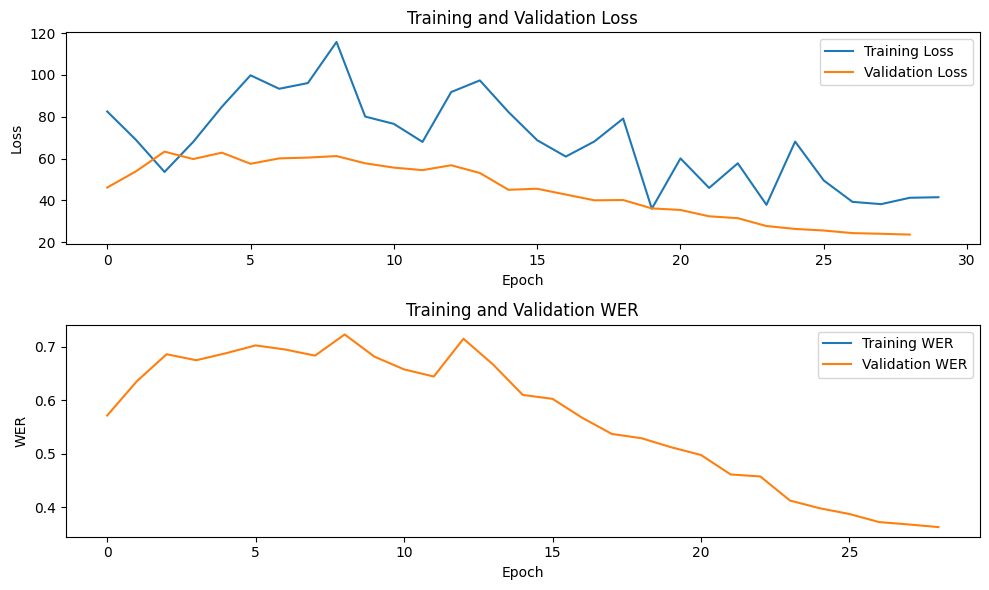 Training and Validation Loss
120
100
80
60
40
20
Loss
Training Loss
Validation Loss
0 5 10 15 20 25 30
Epoch
Training and Validation WER
0.7
0.6
0.5
0.4
WER
Training WER
Validation WER
0 5 10 15 20 25
Epoch